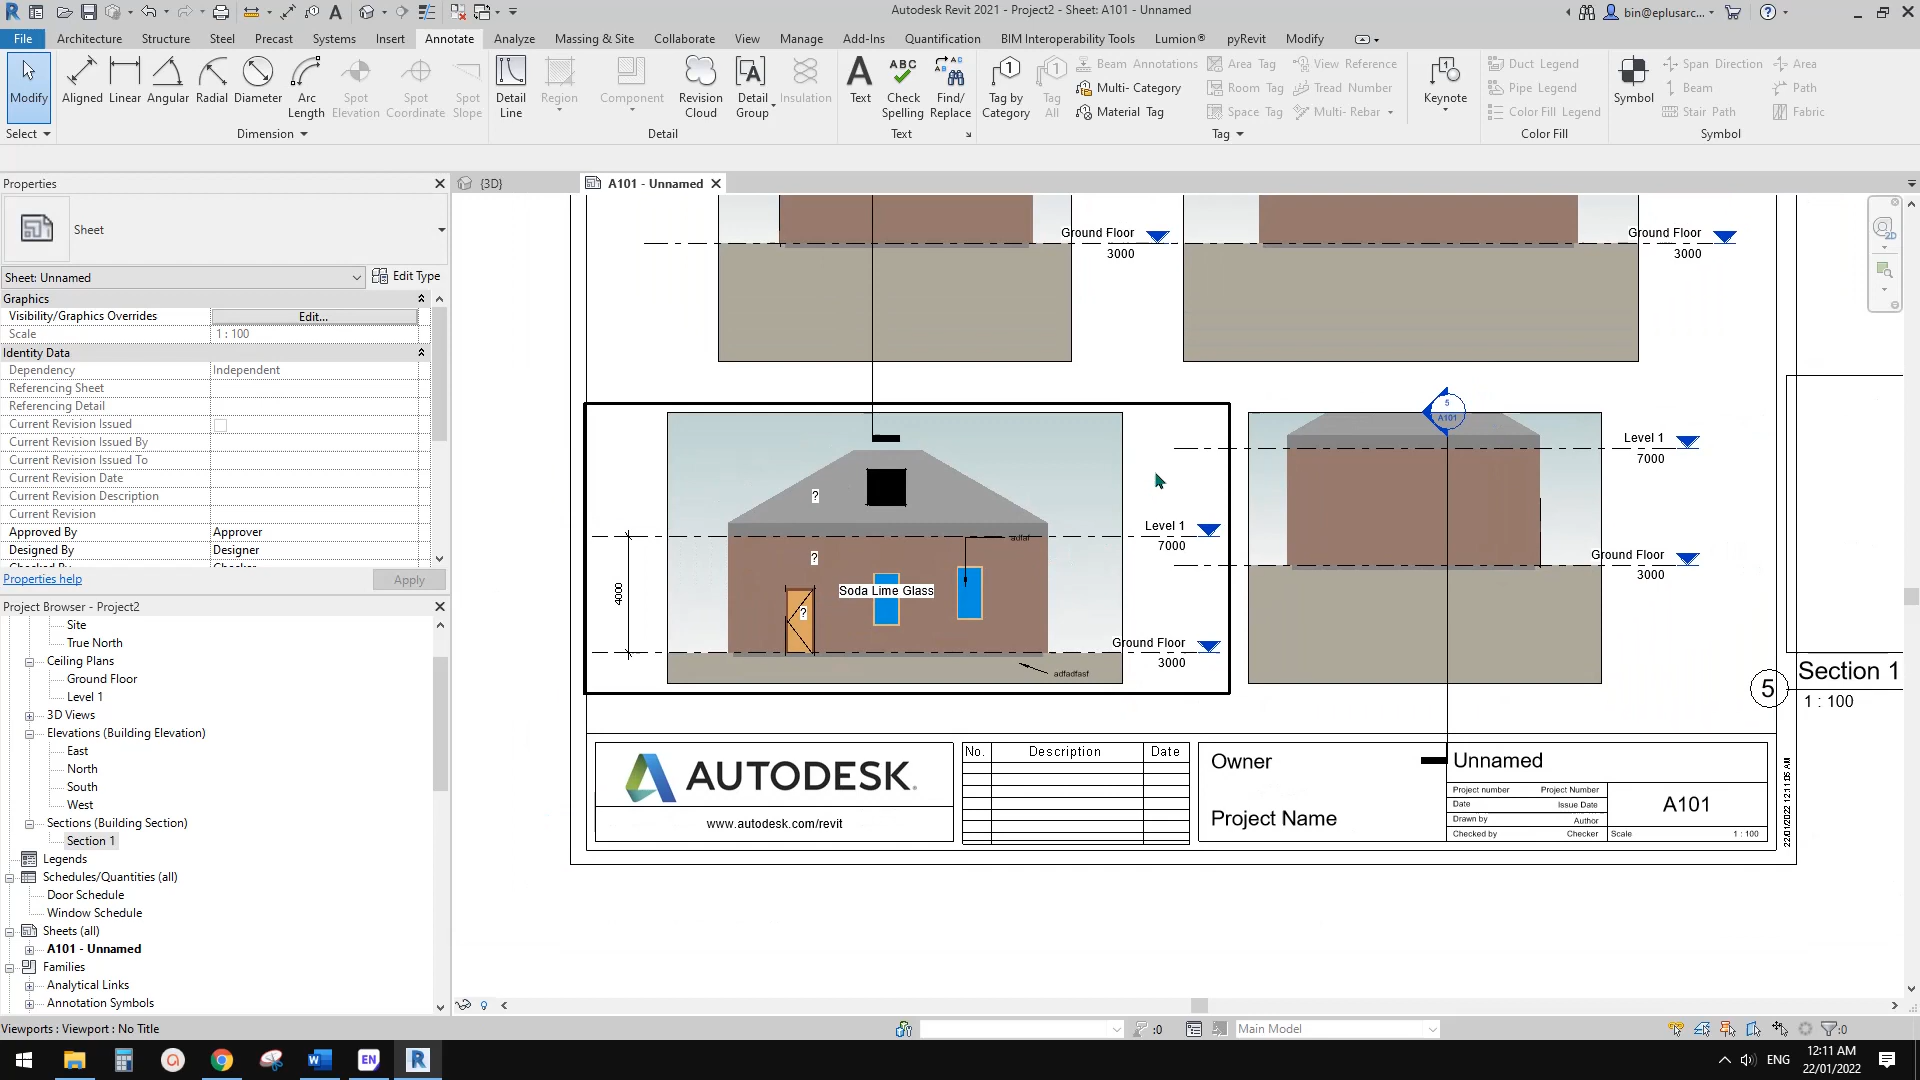 Autodesk Revit 2021 - Project2 - Sheet: A101 - Unnamed
bin@eplusarc...
File Architecture Structure Steel Precast Systems Insert Annotate Analyze Massing & Site Collaborate View Manage Add-Ins Quantification BIM Interoperability Tools Lumion® pyRevit Modify
Modify
Aligned Linear Angular Radial Diameter Arc Length Spot Elevation Spot Coordinate Spot Slope
Detail Line Region Component Revision Cloud Detail Group Insulation
Text Check Spelling Find/ Replace
Tag by Category Tag All
Beam Annotations Area Tag View Reference
Multi- Category Room Tag Tread Number
Material Tag Space Tag Multi- Rebar
Keynote
Duct Legend
Pipe Legend
Color Fill Legend
Symbol
Span Direction Area
Beam Path
Stair Path Fabric
Select Dimension Detail Text Tag Color Fill Symbol
Properties
{3D}
A101 - Unnamed
Sheet
Sheet: Unnamed
Edit Type
Graphics
Visibility/Graphics Overrides Edit...
Scale 1 : 100
Identity Data
Dependency Independent
Referencing Sheet
Referencing Detail
Current Revision Issued
Current Revision Issued By
Current Revision Issued To
Current Revision Date
Current Revision Description
Current Revision
Approved By Approver
Designed By Designer
Properties help
Apply
Project Browser - Project2
Site
True North
Ceiling Plans
Ground Floor
Level 1
3D Views
Elevations (Building Elevation)
East
North
South
West
Sections (Building Section)
Section 1
Legends
Schedules/Quantities (all)
Door Schedule
Window Schedule
Sheets (all)
A101 - Unnamed
Families
Analytical Links
Annotation Symbols
Ground Floor
3000
Ground Floor
3000
5
A101
Level 1
7000
Ground Floor
3000
?
?
?
Level 1
7000
adfaf
4000
Soda Lime Glass
Ground Floor
3000
adfadfasf
5
Section 1
1 : 100
AUTODESK.
www.autodesk.com/revit
No. Description Date
Owner
Project Name
Unnamed
Project number Project Number
Date Issue Date
Drawn by Author
Checked by Checker
A101
Scale 1 : 100
22/01/2022 12:11:05 AM
Viewports : Viewport : No Title
:0
Main Model
:0
EN
ENG
12:11 AM
22/01/2022